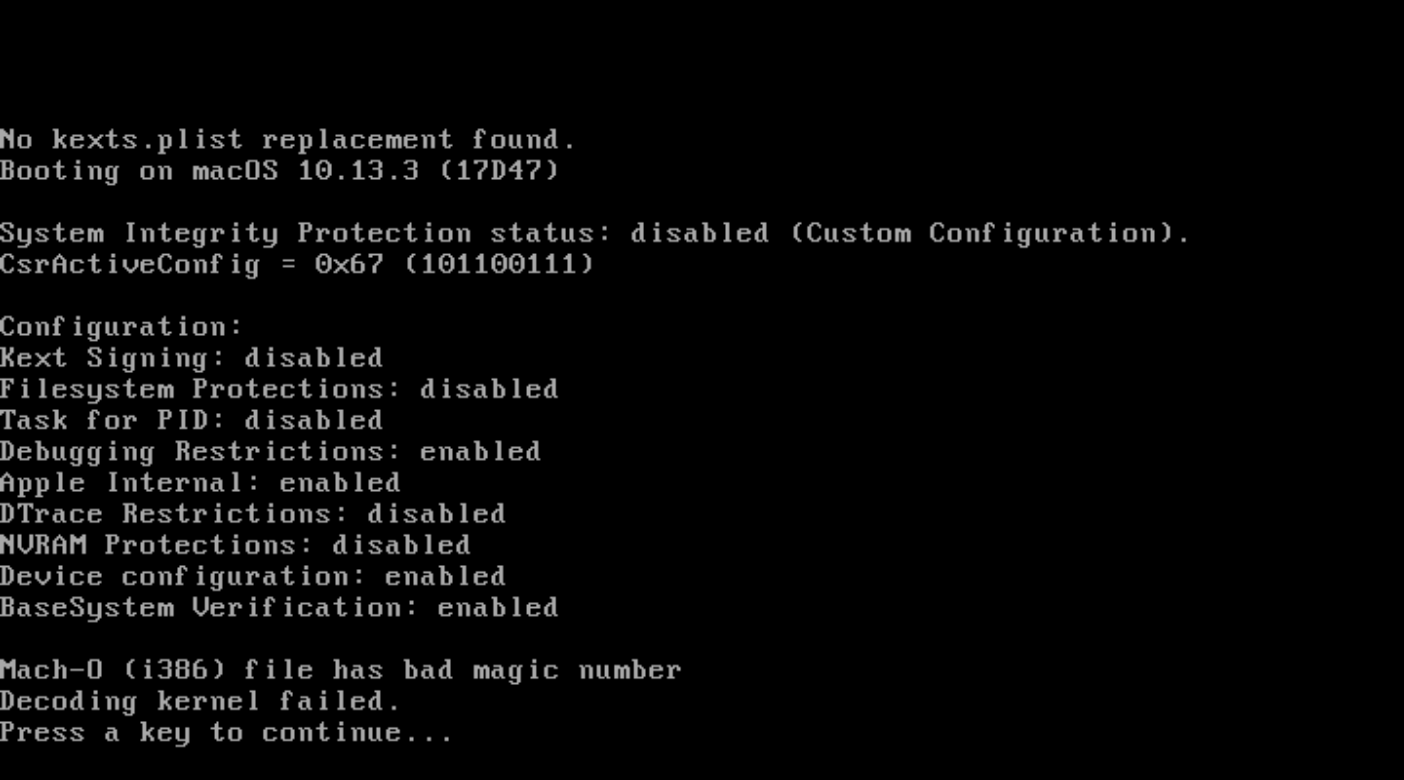 No kexts.plist replacement found.
Booting on macOS 10.13.3 (17D47)
System Integrity Protection status: disabled (Custom Configuration).
CsrActiveConfig = 0x67 (101100111)
Configuration:
Kext Signing: disabled
Filesystem Protections: disabled
Task for PID: disabled
Debugging Restrictions: enabled
Apple Internal: enabled
DTrace Restrictions: disabled
NVRAM Protections: disabled
Device configuration: enabled
BaseSystem Verification: enabled
Mach-O (i386) file has bad magic number
Decoding kernel failed.
Press a key to continue...